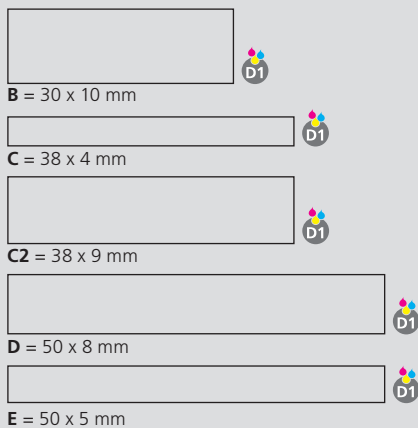 D1
B = 30 x 10 mm
D1
C = 38 x 4 mm
D1
C2 = 38 x 9 mm
D1
D = 50 x 8 mm
D1
E = 50 x 5 mm